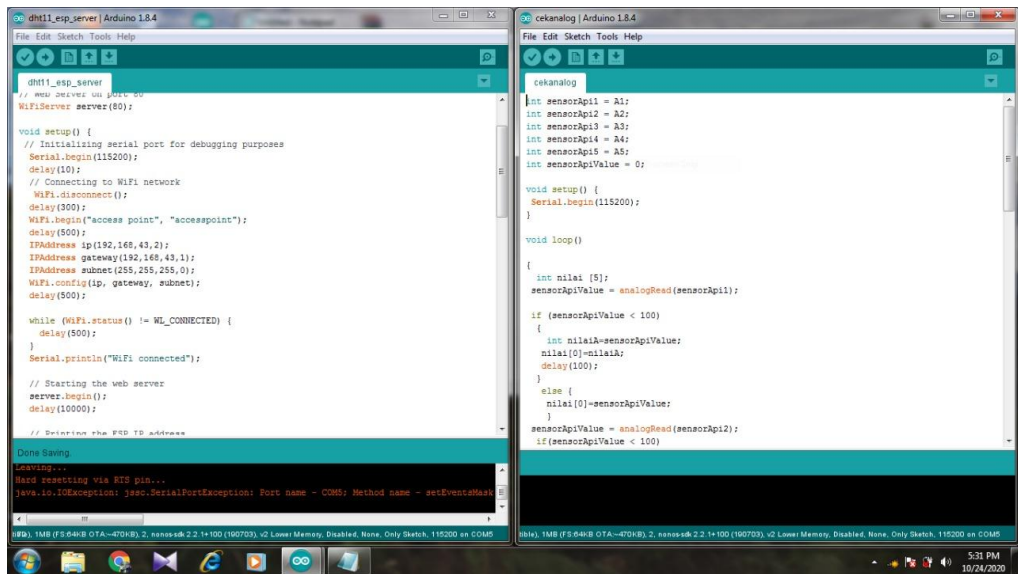 dht11_esp_server | Arduino 1.8.4
File Edit Sketch Tools Help
dht11_esp_server
// Web Server on port 80
WiFiServer server(80);
void setup() {
// Initializing serial port for debugging purposes
Serial.begin(115200);
delay(10);
// Connecting to WiFi network
WiFi.disconnect();
delay(300);
WiFi.begin("access point", "accesspoint");
delay(500);
IPAddress ip(192,168,43,2);
IPAddress gateway(192,168,43,1);
IPAddress subnet(255,255,255,0);
WiFi.config(ip, gateway, subnet);
delay(500);
while (WiFi.status() != WL_CONNECTED) {
delay(500);
}
Serial.println("WiFi connected");
// Starting the web server
server.begin();
delay(10000);
// Printing the ESP IP address
Done Saving.
Leaving...
Hard resetting via RTS pin...
java.io.IOException: jssc.SerialPortException: Port name - COM5; Method name - setEventsMask
1MB (FS:64KB OTA:~470KB), 2, nonos-sdk 2.2.1+100 (190703), v2 Lower Memory, Disabled, None, Only Sketch, 115200 on COM5
cekanalog | Arduino 1.8.4
File Edit Sketch Tools Help
cekanalog
int sensorApi1 = A1;
int sensorApi2 = A2;
int sensorApi3 = A3;
int sensorApi4 = A4;
int sensorApi5 = A5;
int sensorApiValue = 0;
void setup() {
Serial.begin(115200);
}
void loop()
{
int nilai [5];
sensorApiValue = analogRead(sensorApi1);
if (sensorApiValue < 100)
{
int nilaiA=sensorApiValue;
nilai[0]=nilaiA;
delay(100);
}
else {
nilai[0]=sensorApiValue;
}
sensorApiValue = analogRead(sensorApi2);
if(sensorApiValue < 100)
tible), 1MB (FS:64KB OTA:~470KB), 2, nonos-sdk 2.2.1+100 (190703), v2 Lower Memory, Disabled, None, Only Sketch, 115200 on COM5
5:31 PM
10/24/2020